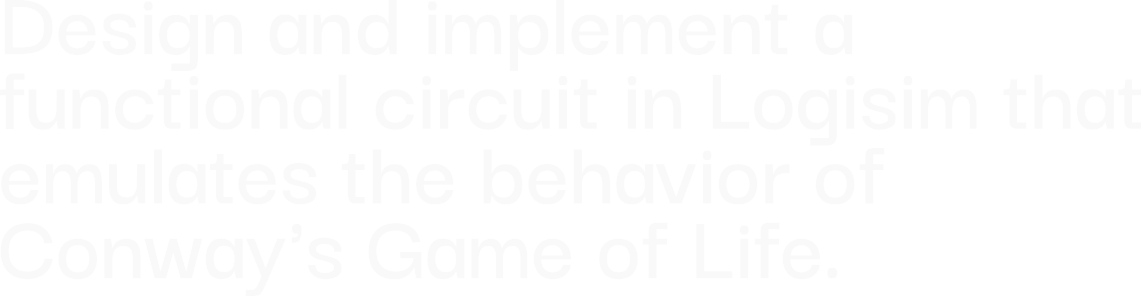 Design and implement a
functional circuit in Logisim that
emulates the behavior of
Conway's Game of Life.